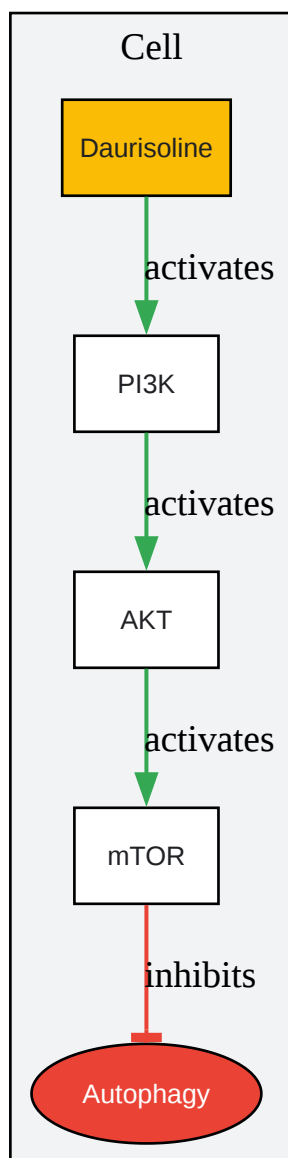 Cell
Daurisoline
activates
PI3K
activates
AKT
activates
mTOR
inhibits
Autophagy